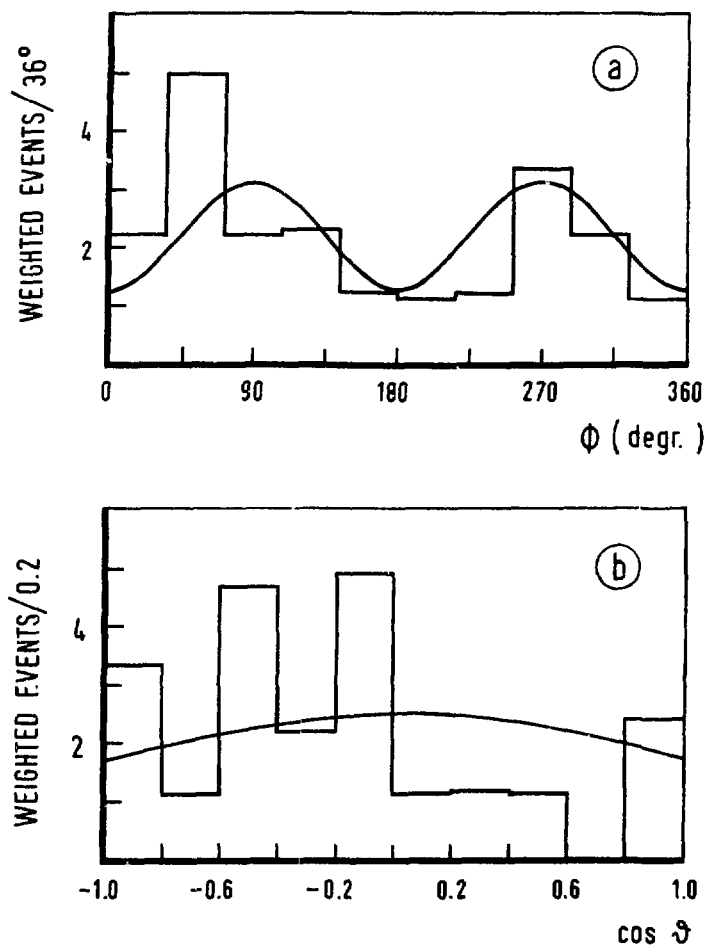 WEIGHTED EVENTS/36°
a
4
2
0 90 180 270 360
Φ (degr.)
WEIGHTED EVENTS/0.2
b
4
2
-1.0 -0.6 -0.2 0.2 0.6 1.0
cos ϑ